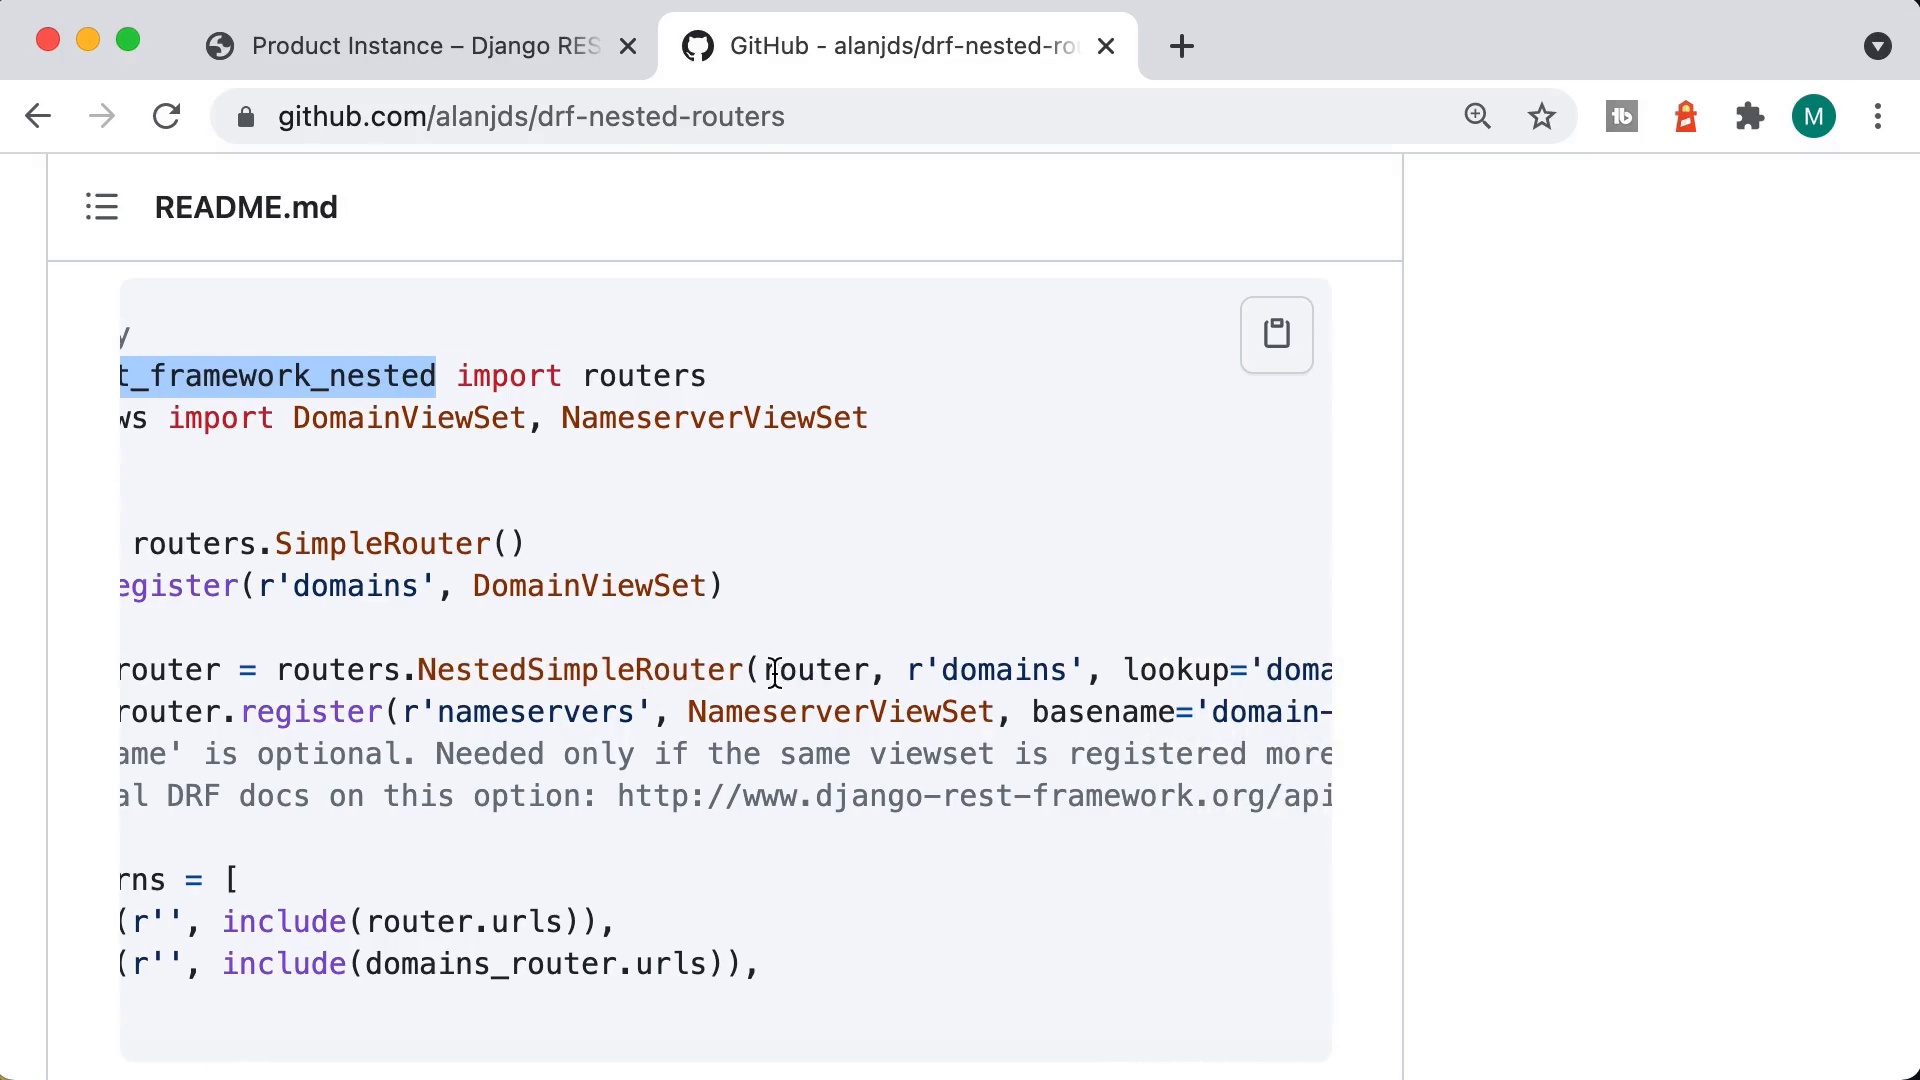 Product Instance – Django RES
GitHub - alanjds/drf-nested-rou
github.com/alanjds/drf-nested-routers
M
README.md
y
t_framework_nested import routers
ws import DomainViewSet, NameserverViewSet
routers.SimpleRouter()
egister(r'domains', DomainViewSet)
router = routers.NestedSimpleRouter(router, r'domains', lookup='doma
router.register(r'nameservers', NameserverViewSet, basename='domain-
ame' is optional. Needed only if the same viewset is registered more
al DRF docs on this option: http://www.django-rest-framework.org/api
rns = [
(r'', include(router.urls)),
(r'', include(domains_router.urls)),